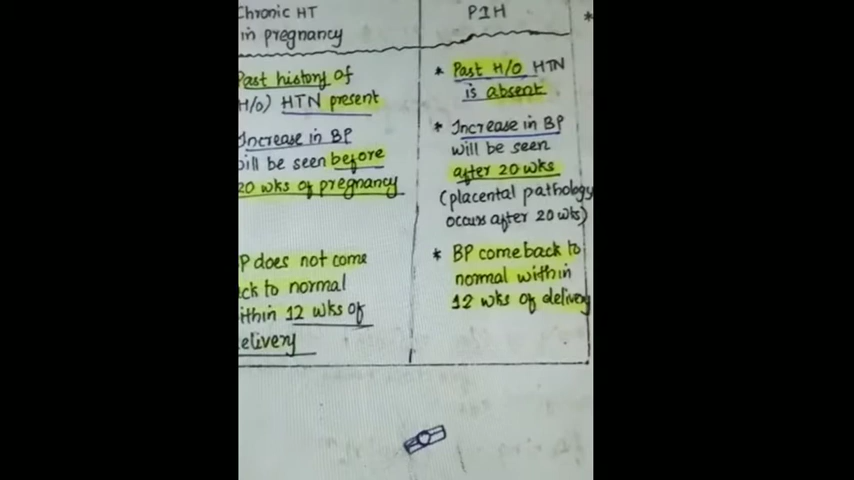 Chronic HT
in pregnancy
Past history of
(H/o) HTN present
Increase in BP
will be seen before
20 wks of pregnancy
BP does not come
back to normal
within 12 wks of
delivery
PIH
*
* Past H/O HTN
is absent
* Increase in BP
will be seen
after 20 wks
(placental pathology
occurs after 20 wks)
* BP come back to
normal within
12 wks of delivery